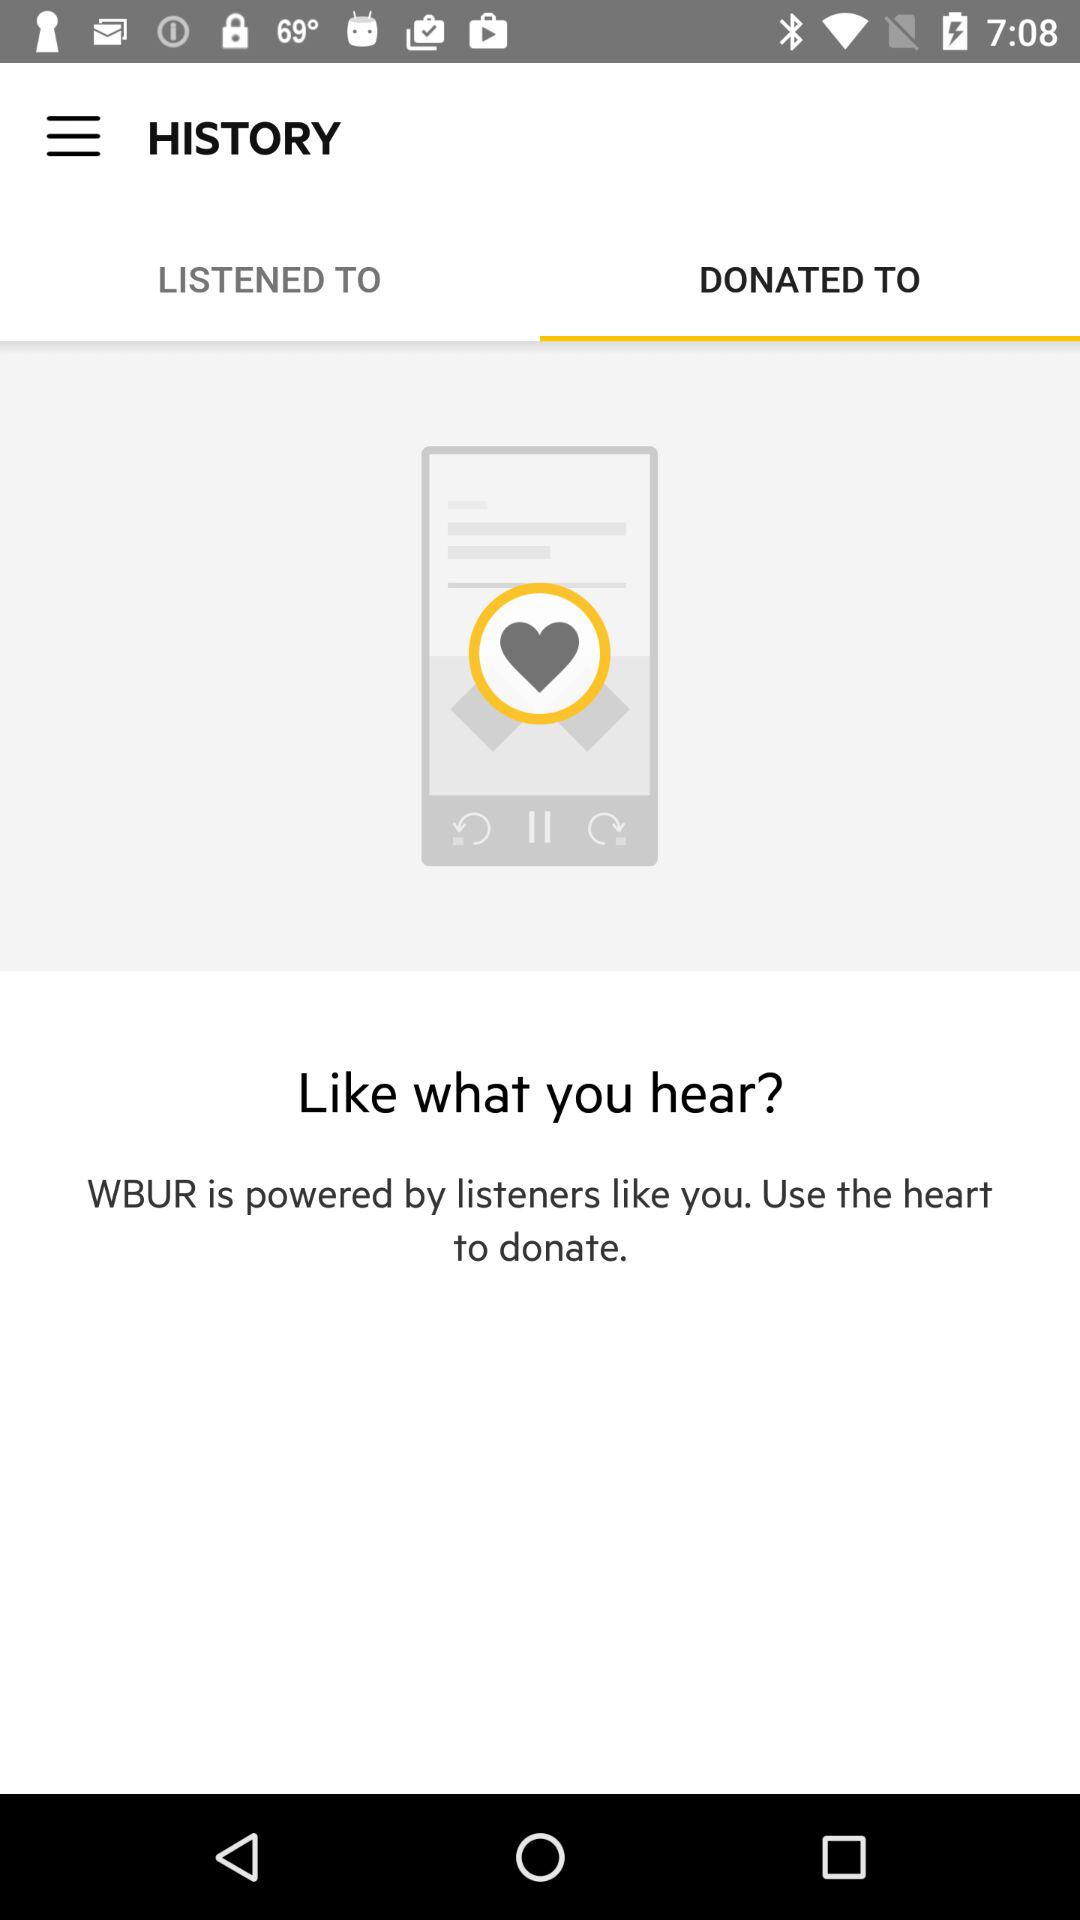 69° 7:08
HISTORY
LISTENED TO DONATED TO
Like what you hear?
WBUR is powered by listeners like you. Use the heart
to donate.